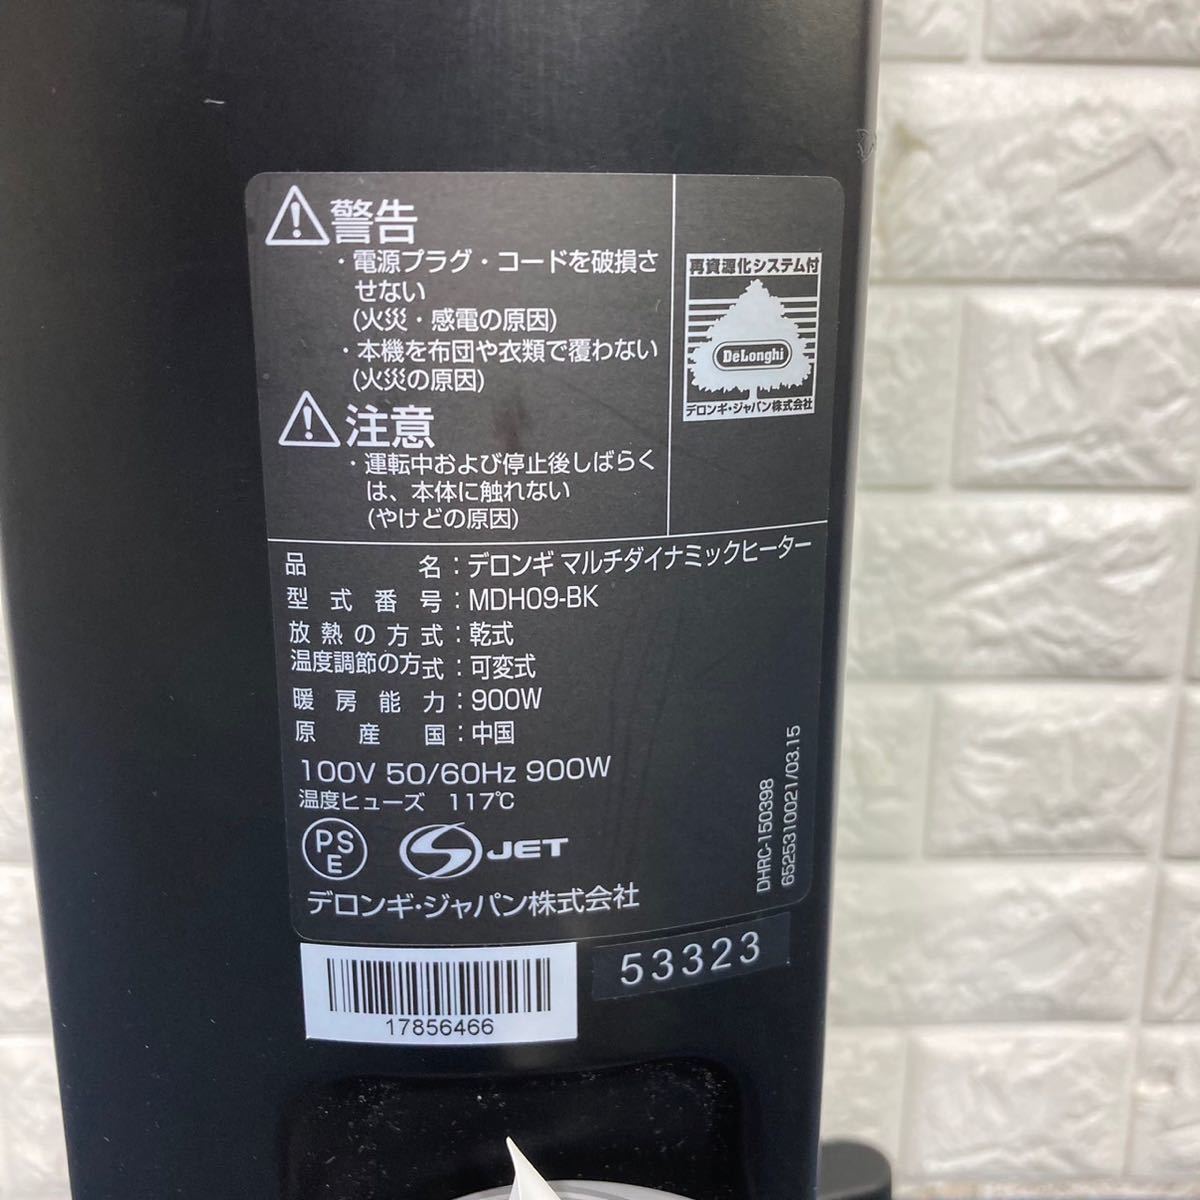 警告
・電源プラグ・コードを破損さ
せない
(火災・感電の原因)
・本機を布団や衣類で覆わない
(火災の原因)
注意
・運転中および停止後しばらく
は、本体に触れない
(やけどの原因)
再資源化システム付
DeLonghi
デロンギ・ジャパン株式会社
品名:デロンギ マルチダイナミックヒーター
型式番号:MDH09-BK
放熱の方式:乾式
温度調節の方式:可変式
暖房能力:900W
原産国:中国
100V 50/60Hz 900W
温度ヒューズ 117℃
PS
E
S JET
デロンギ・ジャパン株式会社
DHRC-150398
6525310021/03.15
17856466
53323